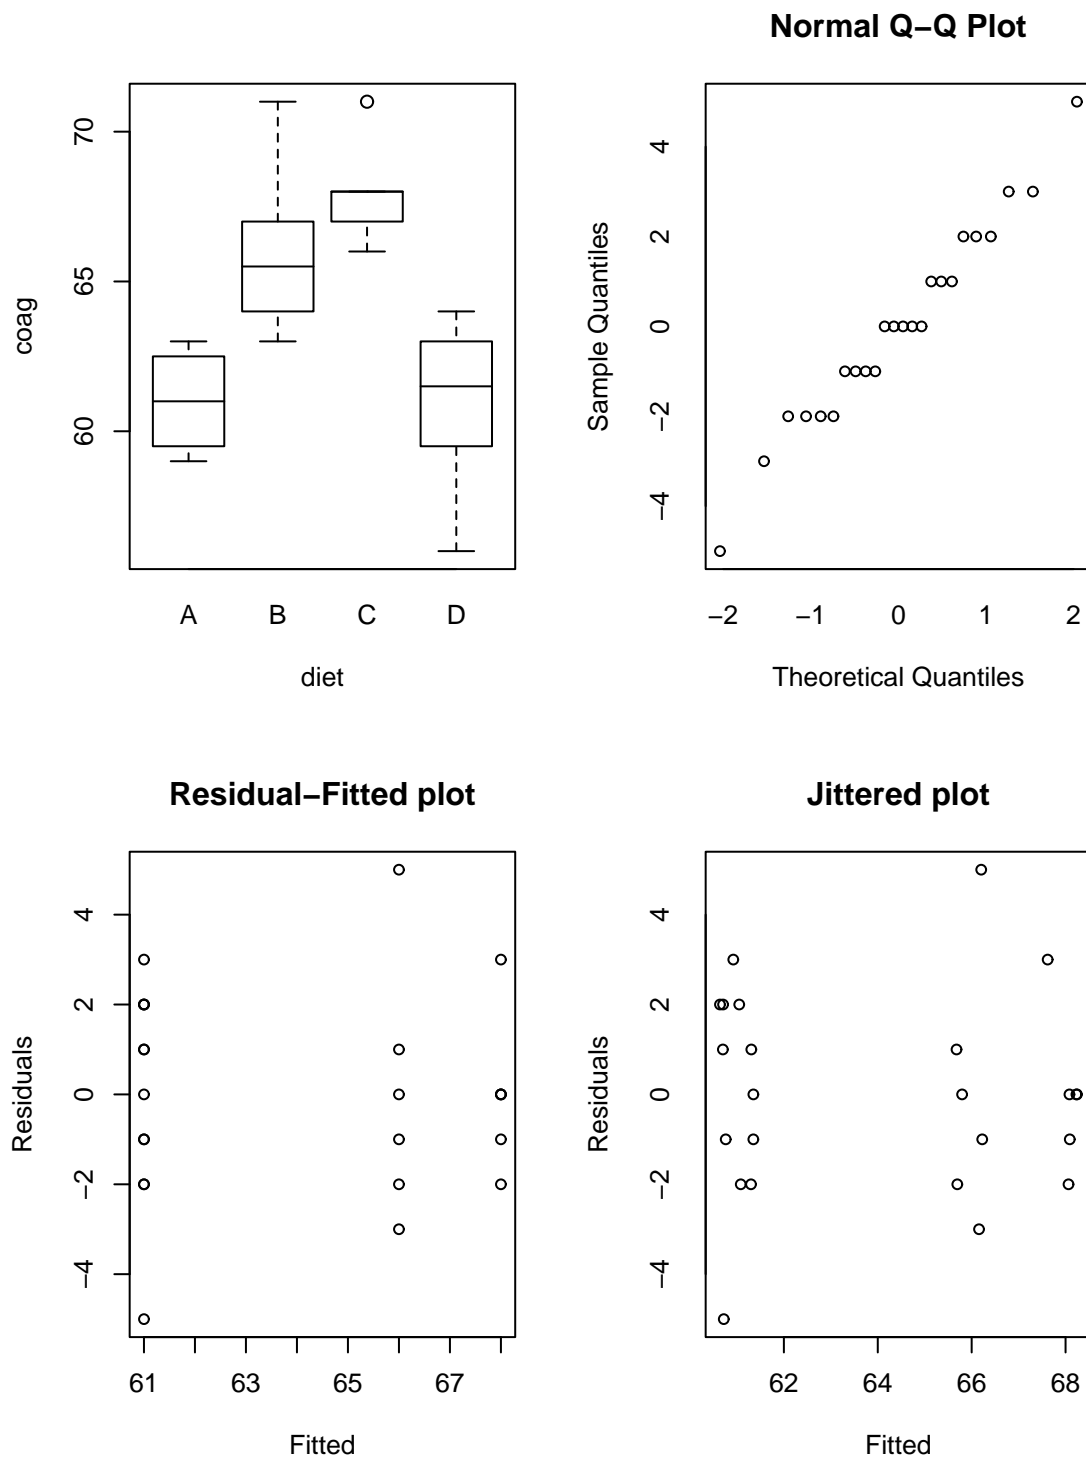 coag
70
65
60
A B C D
diet
Normal Q−Q Plot
Sample Quantiles
4
2
0
−2
−4
−2 −1 0 1 2
Theoretical Quantiles
Residual−Fitted plot
Residuals
4
2
0
−2
−4
61 63 65 67
Fitted
Jittered plot
Residuals
4
2
0
−2
−4
62 64 66 68
Fitted